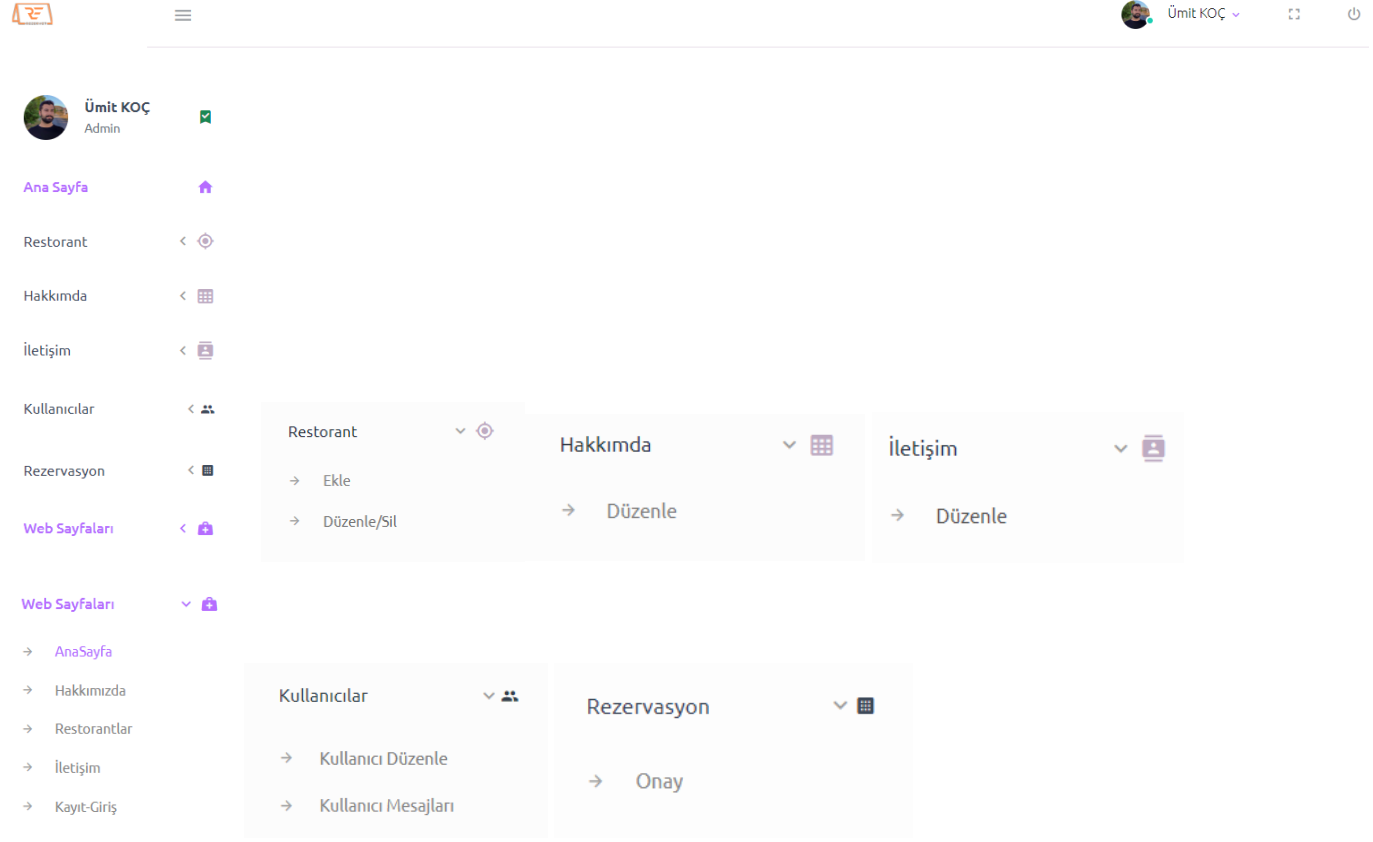 RF
Ümit KOÇ
Ümit KOÇ
Admin
Ana Sayfa
Restorant
Hakkımda
İletişim
Kullanıcılar
Rezervasyon
Web Sayfaları
Restorant
Ekle
Düzenle/Sil
Hakkımda
Düzenle
İletişim
Düzenle
Web Sayfaları
AnaSayfa
Hakkımızda
Restorantlar
İletişim
Kayıt-Giriş
Kullanıcılar
Kullanıcı Düzenle
Kullanıcı Mesajları
Rezervasyon
Onay